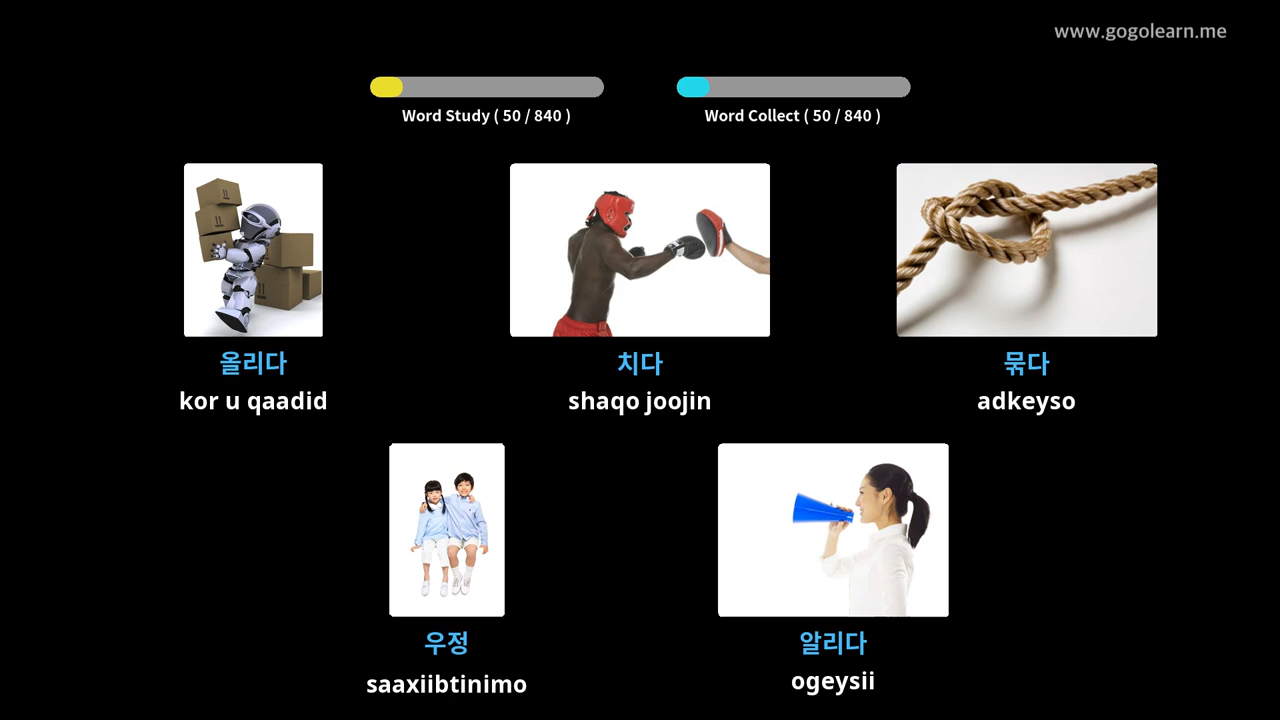 www.gogolearn.me
Word Study ( 50 / 840 )
Word Collect ( 50 / 840 )
올리다
kor u qaadid
치다
shaqo joojin
묶다
adkeyso
우정
saaxiibtinimo
알리다
ogeysii